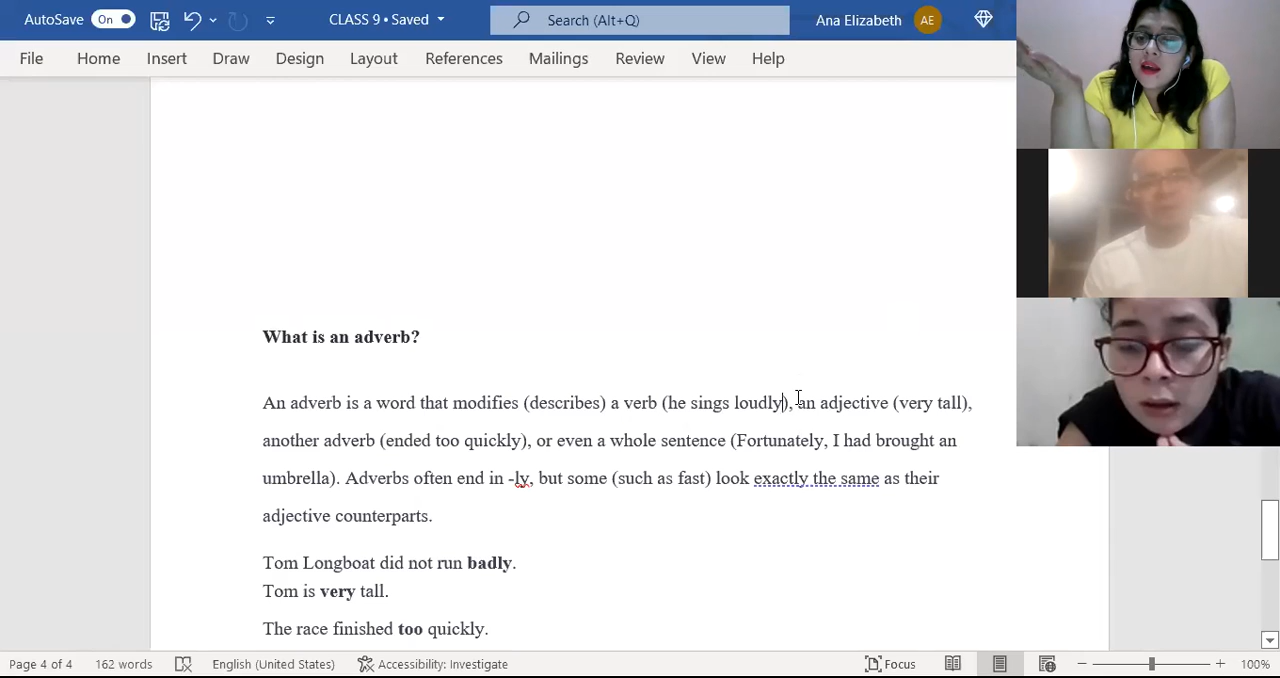 AutoSave On CLASS 9 • Saved Search (Alt+Q) Ana Elizabeth AE
File Home Insert Draw Design Layout References Mailings Review View Help
What is an adverb?
An adverb is a word that modifies (describes) a verb (he sings loudly), an adjective (very tall),
another adverb (ended too quickly), or even a whole sentence (Fortunately, I had brought an
umbrella). Adverbs often end in -ly, but some (such as fast) look exactly the same as their
adjective counterparts.
Tom Longboat did not run badly.
Tom is very tall.
The race finished too quickly.
Page 4 of 4 162 words English (United States) Accessibility: Investigate Focus 100%